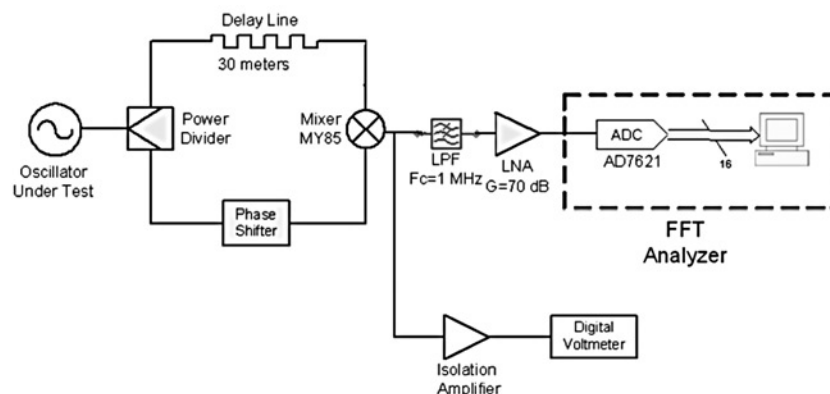 Delay Line
30 meters
Oscillator
Under Test
Power
Divider
Mixer
MY85
Phase
Shifter
LPF
Fc=1 MHz
LNA
G=70 dB
ADC
AD7621
16
FFT
Analyzer
Isolation
Amplifier
Digital
Voltmeter